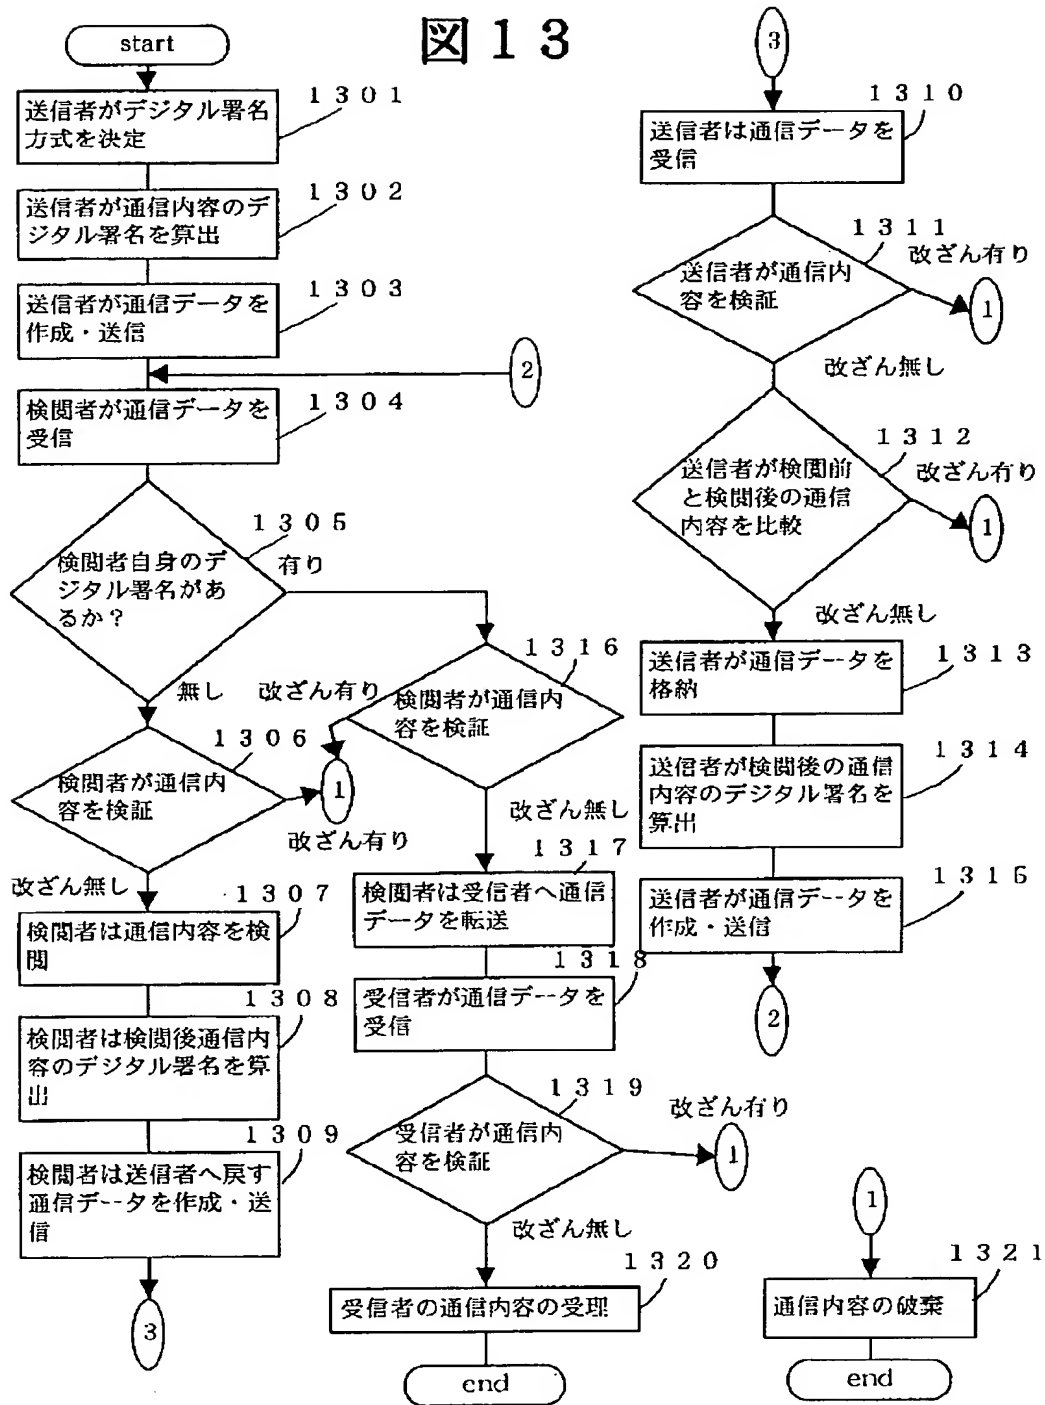 図１３
start
１３０１
送信者がデジタル署名
方式を決定
１３０２
送信者が通信内容のデ
ジタル署名を算出
１３０３
送信者が通信データを
作成・送信
2
１３０４
検閲者が通信データを
受信
１３０５
検閲者自身のデ
ジタル署名があ
るか？
有り
無し
１３０６
検閲者が通信内
容を検証
1
改ざん有り
改ざん無し
１３０７
検閲者は通信内容を検
閲
１３０８
検閲者は検閲後通信内
容のデジタル署名を算
出
１３０９
検閲者は送信者へ戻す
通信データを作成・送
信
3
１３１６
改ざん有り
検閲者が通信内
容を検証
改ざん無し
１３１７
検閲者は受信者へ通信
データを転送
１３１８
受信者が通信データを
受信
１３１９
受信者が通信内
容を検証
改ざん有り
1
改ざん無し
１３２０
受信者の通信内容の受理
end
3
１３１０
送信者は通信データを
受信
１３１１
送信者が通信内
容を検証
改ざん有り
1
改ざん無し
１３１２
送信者が検閲前
と検閲後の通信
内容を比較
改ざん有り
1
改ざん無し
１３１３
送信者が通信データを
格納
１３１４
送信者が検閲後の通信
内容のデジタル署名を
算出
１３１５
送信者が通信データを
作成・送信
2
1
１３２１
通信内容の破棄
end